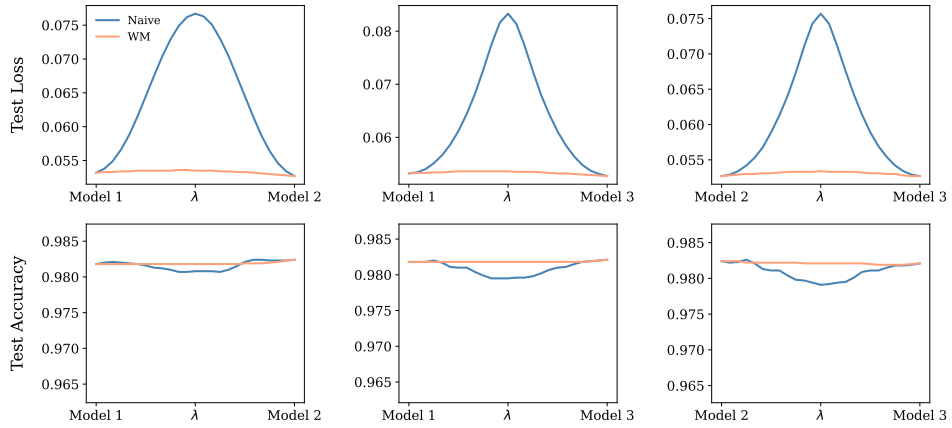 Test Loss
0.075
0.070
0.065
0.060
0.055
Naive
WM
Model 1 λ Model 2
0.08
0.07
0.06
Model 1 λ Model 3
0.075
0.070
0.065
0.060
0.055
Model 2 λ Model 3
Test Accuracy
0.985
0.980
0.975
0.970
0.965
Model 1 λ Model 2
0.985
0.980
0.975
0.970
0.965
Model 1 λ Model 3
0.985
0.980
0.975
0.970
0.965
Model 2 λ Model 3